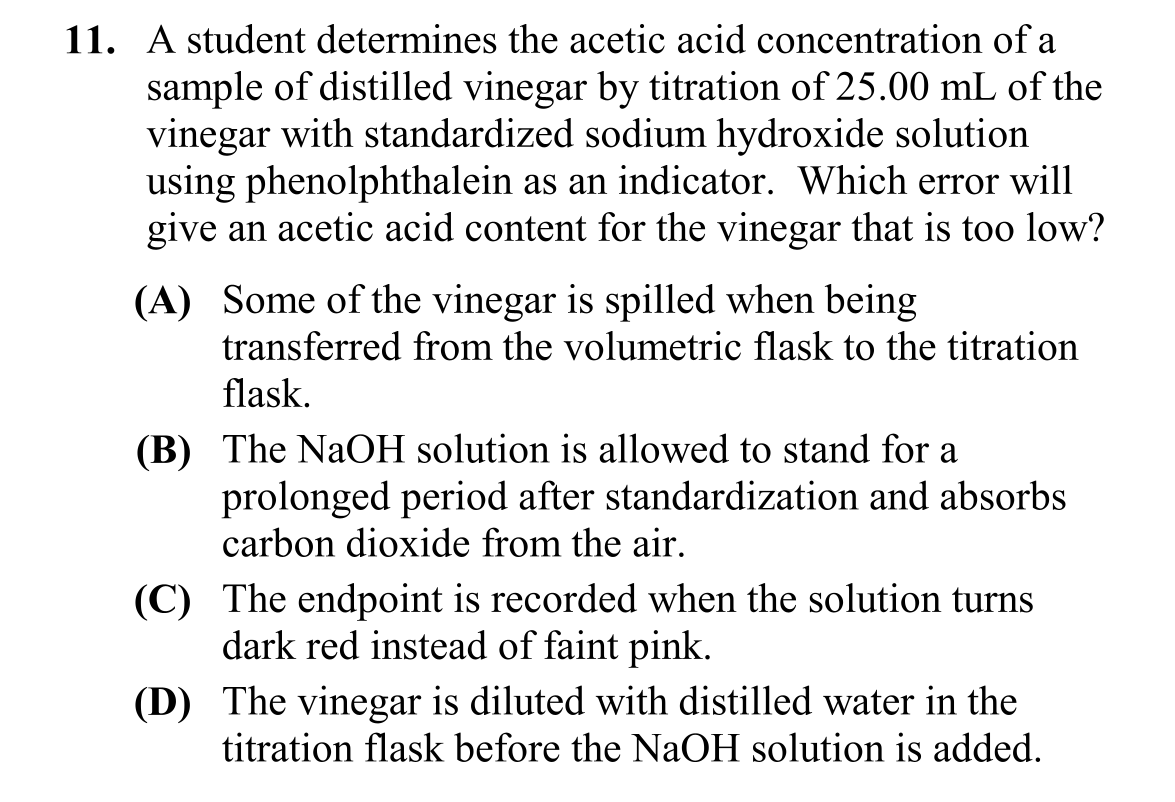 11. A student determines the acetic acid concentration of a
sample of distilled vinegar by titration of 25.00 mL of the
vinegar with standardized sodium hydroxide solution
using phenolphthalein as an indicator. Which error will
give an acetic acid content for the vinegar that is too low?
(A) Some of the vinegar is spilled when being
transferred from the volumetric flask to the titration
flask.
(B) The NaOH solution is allowed to stand for a
prolonged period after standardization and absorbs
carbon dioxide from the air.
(C) The endpoint is recorded when the solution turns
dark red instead of faint pink.
(D) The vinegar is diluted with distilled water in the
titration flask before the NaOH solution is added.